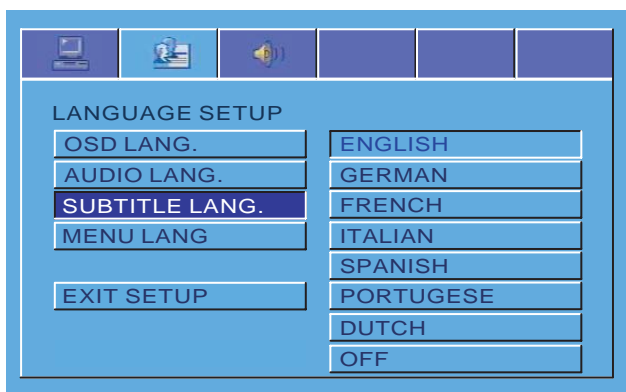 LANGUAGE SETUP
OSD LANG.
AUDIO LANG.
SUBTITLE LANG.
MENU LANG
EXIT SETUP
ENGLISH
GERMAN
FRENCH
ITALIAN
SPANISH
PORTUGESE
DUTCH
OFF